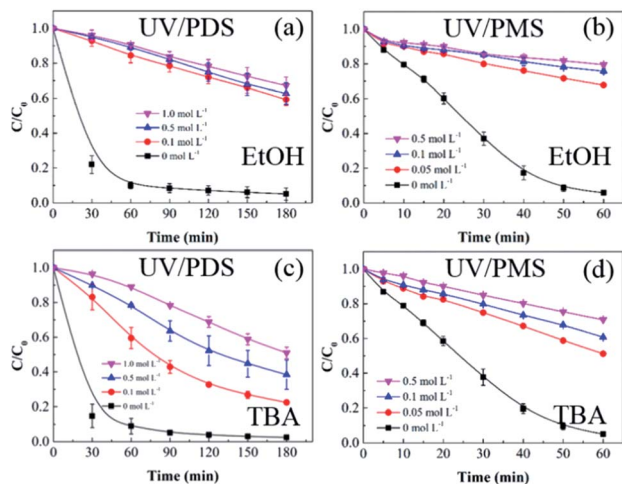 UV/PDS (a)
1.0
0.8
0.6
0.4
0.2
0.0
C/C₀
1.0 mol L⁻¹
0.5 mol L⁻¹
0.1 mol L⁻¹
0 mol L⁻¹
EtOH
0 30 60 90 120 150 180
Time (min)
UV/PMS (b)
1.0
0.8
0.6
0.4
0.2
0.0
C/C₀
0.5 mol L⁻¹
0.1 mol L⁻¹
0.05 mol L⁻¹
0 mol L⁻¹
EtOH
0 10 20 30 40 50 60
Time (min)
UV/PDS (c)
1.0
0.8
0.6
0.4
0.2
0.0
C/C₀
1.0 mol L⁻¹
0.5 mol L⁻¹
0.1 mol L⁻¹
0 mol L⁻¹
TBA
0 30 60 90 120 150 180
Time (min)
UV/PMS (d)
1.0
0.8
0.6
0.4
0.2
0.0
C/C₀
0.5 mol L⁻¹
0.1 mol L⁻¹
0.05 mol L⁻¹
0 mol L⁻¹
TBA
0 10 20 30 40 50 60
Time (min)